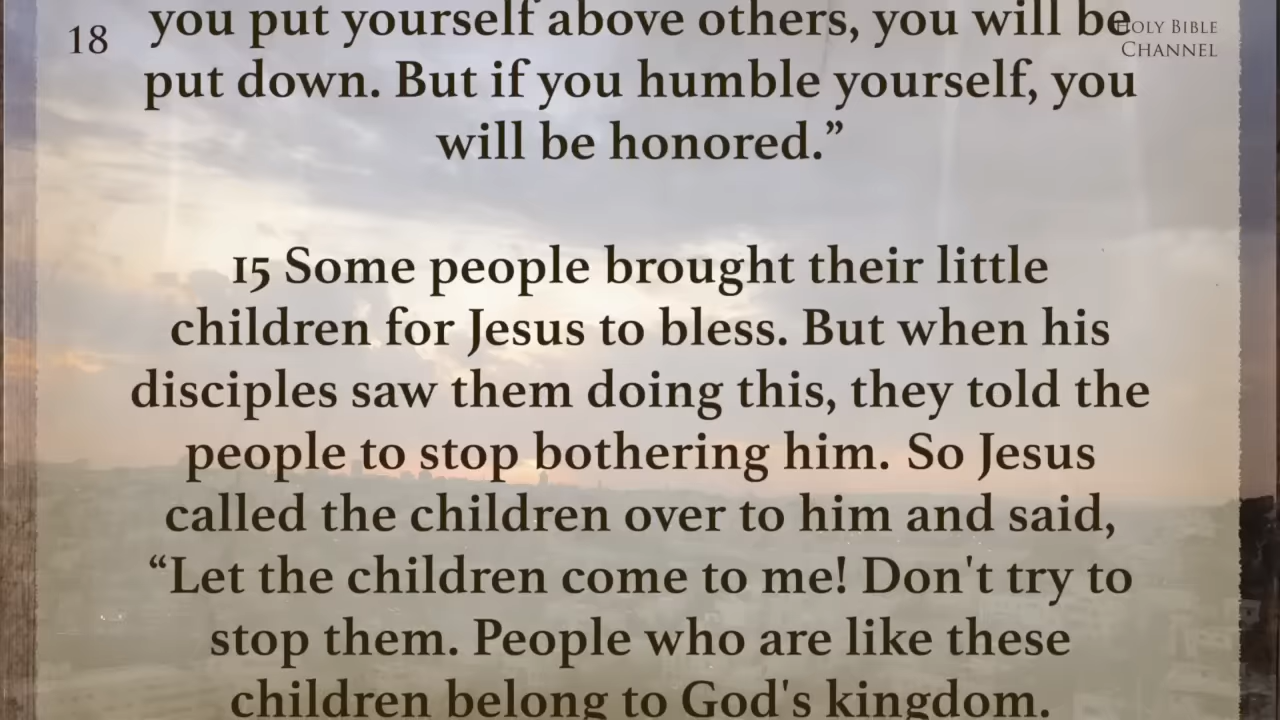 18
HOLY BIBLE
CHANNEL
you put yourself above others, you will be
put down. But if you humble yourself, you
will be honored.”
15 Some people brought their little
children for Jesus to bless. But when his
disciples saw them doing this, they told the
people to stop bothering him. So Jesus
called the children over to him and said,
“Let the children come to me! Don't try to
stop them. People who are like these
children belong to God's kingdom.